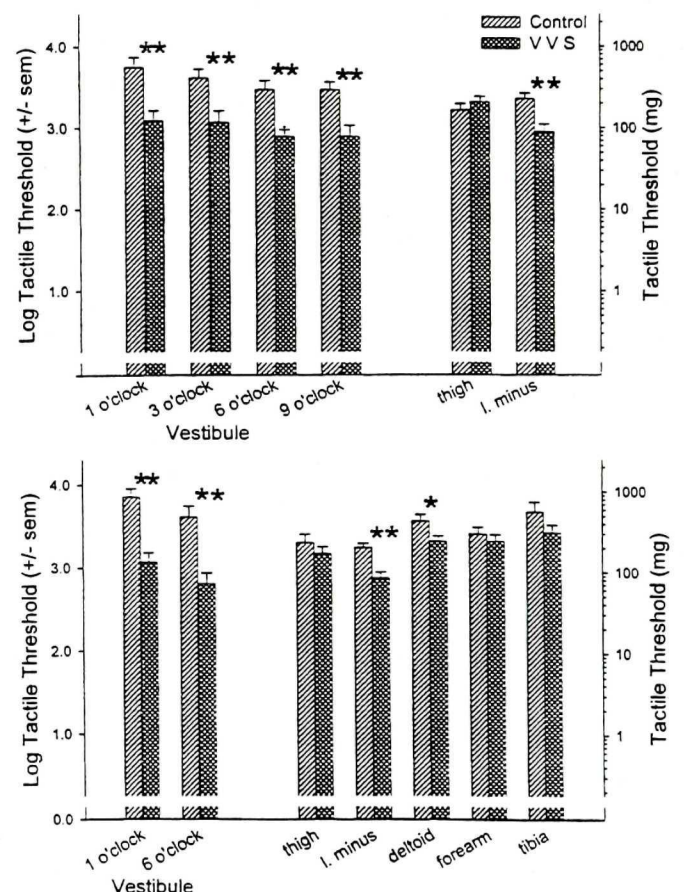 Control
V V S
Log Tactile Threshold (+/- sem)
4.0
3.0
2.0
1.0
Tactile Threshold (mg)
1000
100
10
1
**
**
**
**
**
1 o'clock
3 o'clock
6 o'clock
9 o'clock
thigh
l. minus
Vestibule
Log Tactile Threshold (+/- sem)
4.0
3.0
2.0
1.0
0.0
Tactile Threshold (mg)
1000
100
10
1
**
**
**
*
1 o'clock
6 o'clock
thigh
l. minus
deltoid
forearm
tibia
Vestibule